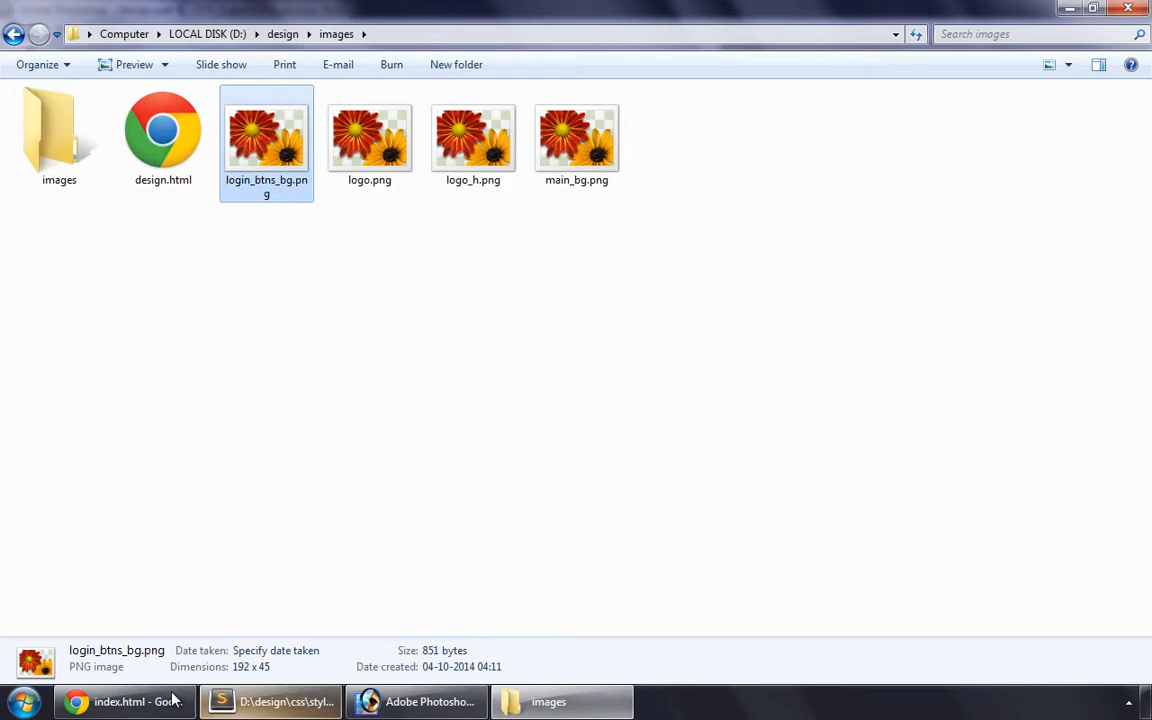 Computer LOCAL DISK (D:) design images Search images
Organize Preview Slide show Print E-mail Burn New folder
images
design.html
login_btns_bg.pn
g
logo.png
logo_h.png
main_bg.png
login_btns_bg.png Date taken: Specify date taken Size: 851 bytes
PNG image Dimensions: 192 x 45 Date created: 04-10-2014 04:11
index.html - Goo... D:\design\css\styl... Adobe Photosho... images